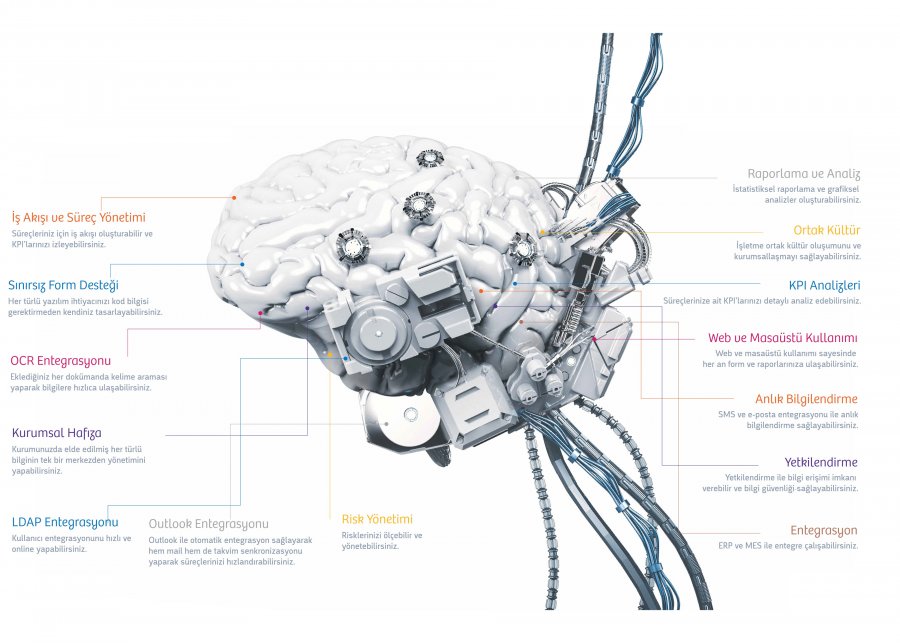 İş Akışı ve Süreç Yönetimi
Süreçleriniz için iş akışı oluşturabilir ve
KPI'larınızı izleyebilirsiniz.
Sınırsız Form Desteği
Her türlü yazılım ihtiyacınızı kod bilgisi
gerektirmeden kendiniz tasarlayabilirsiniz.
OCR Entegrasyonu
Eklediğiniz her dokümanda kelime araması
yaparak bilgilere hızlıca ulaşabilirsiniz.
Kurumsal Hafıza
Kurumunuzda elde edilmiş her türlü
bilginin tek bir merkezden yönetimini
yapabilirsiniz.
LDAP Entegrasyonu
Kullanıcı entegrasyonunu hızlı ve
online yapabilirsiniz.
Outlook Entegrasyonu
Outlook ile otomatik entegrasyon sağlayarak
hem mail hem de takvim senkronizasyonu
yaparak süreçlerinizi hızlandırabilirsiniz.
Risk Yönetimi
Risklerinizi ölçebilir ve
yönetebilirsiniz.
Raporlama ve Analiz
İstatistiksel raporlama ve grafiksel
analizler oluşturabilirsiniz.
Ortak Kültür
İşletme ortak kültür oluşumunu ve
kurumsallaşmayı sağlayabilirsiniz.
KPI Analizleri
Süreçlerinize ait KPI'larınızı detaylı analiz edebilirsiniz.
Web ve Masaüstü Kullanımı
Web ve masaüstü kullanımı sayesinde
her an form ve raporlarınıza ulaşabilirsiniz.
Anlık Bilgilendirme
SMS ve e-posta entegrasyonu ile anlık
bilgilendirme sağlayabilirsiniz.
Yetkilendirme
Yetkilendirme ile bilgi erişimi imkanı
verebilir ve bilgi güvenliği sağlayabilirsiniz.
Entegrasyon
ERP ve MES ile entegre çalışabilirsiniz.